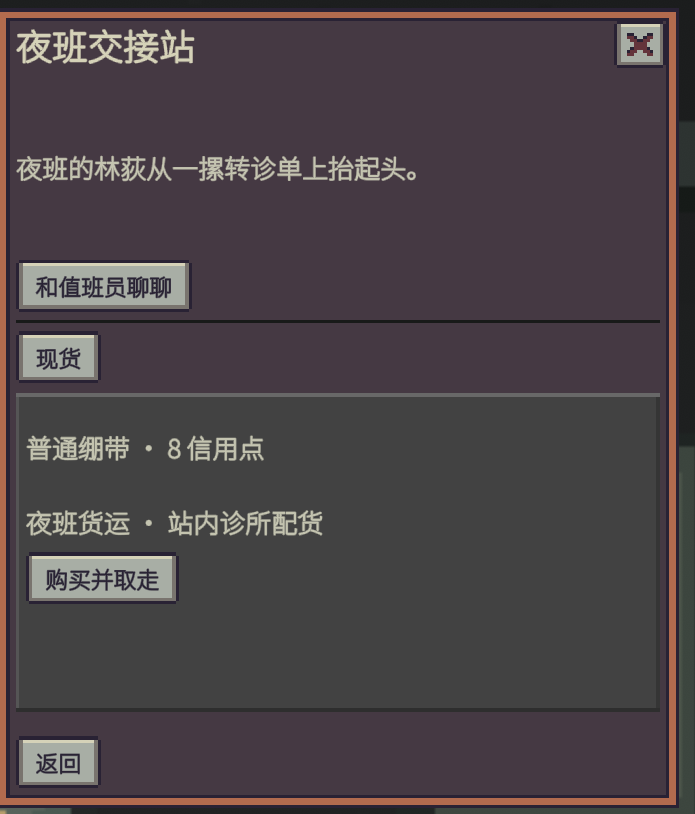 夜班交接站
夜班的林荻从一摞转诊单上抬起头。
和值班员聊聊
现货
普通绷带 · 8 信用点
夜班货运 · 站内诊所配货
购买并取走
返回